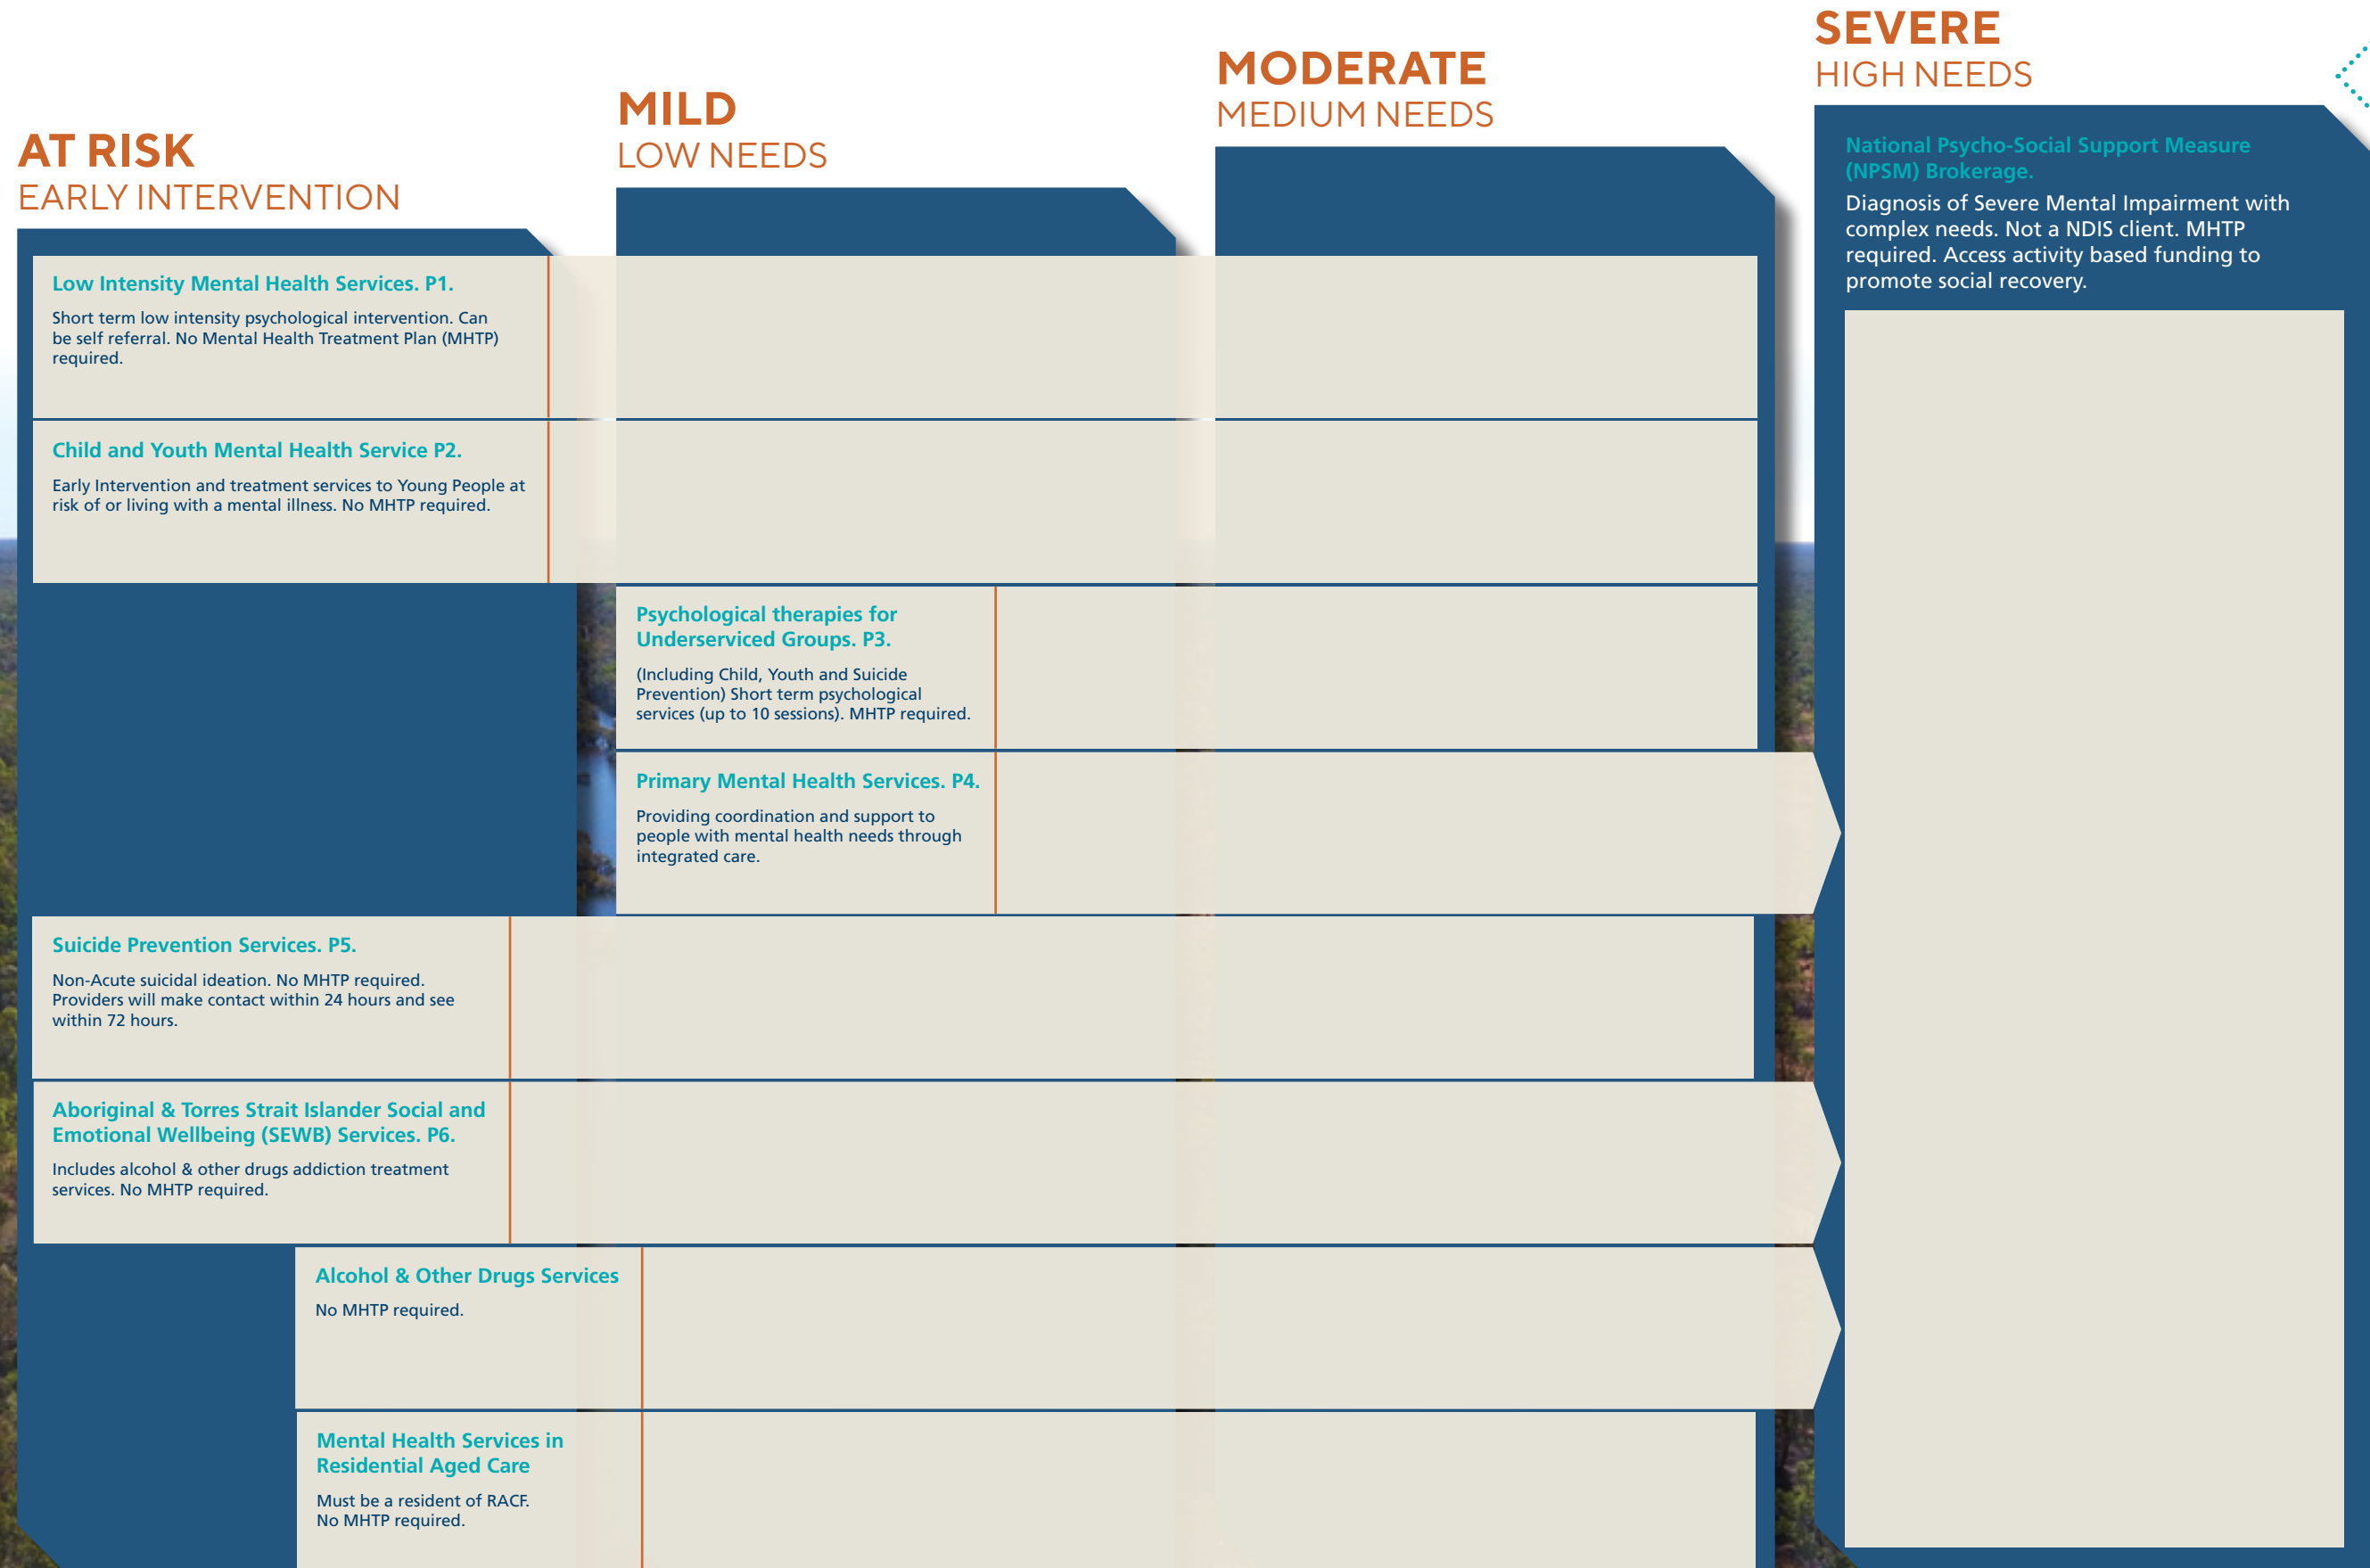 AT RISK
EARLY INTERVENTION
MILD
LOW NEEDS
MODERATE
MEDIUM NEEDS
SEVERE
HIGH NEEDS
National Psycho-Social Support Measure
(NPSM) Brokerage.
Diagnosis of Severe Mental Impairment with
complex needs. Not a NDIS client. MHTP
required. Access activity based funding to
promote social recovery.
Low Intensity Mental Health Services. P1.
Short term low intensity psychological intervention. Can
be self referral. No Mental Health Treatment Plan (MHTP)
required.
Child and Youth Mental Health Service P2.
Early Intervention and treatment services to Young People at
risk of or living with a mental illness. No MHTP required.
Psychological therapies for
Underserviced Groups. P3.
(Including Child, Youth and Suicide
Prevention) Short term psychological
services (up to 10 sessions). MHTP required.
Primary Mental Health Services. P4.
Providing coordination and support to
people with mental health needs through
integrated care.
Suicide Prevention Services. P5.
Non-Acute suicidal ideation. No MHTP required.
Providers will make contact within 24 hours and see
within 72 hours.
Aboriginal & Torres Strait Islander Social and
Emotional Wellbeing (SEWB) Services. P6.
Includes alcohol & other drugs addiction treatment
services. No MHTP required.
Alcohol & Other Drugs Services
No MHTP required.
Mental Health Services in
Residential Aged Care
Must be a resident of RACF.
No MHTP required.